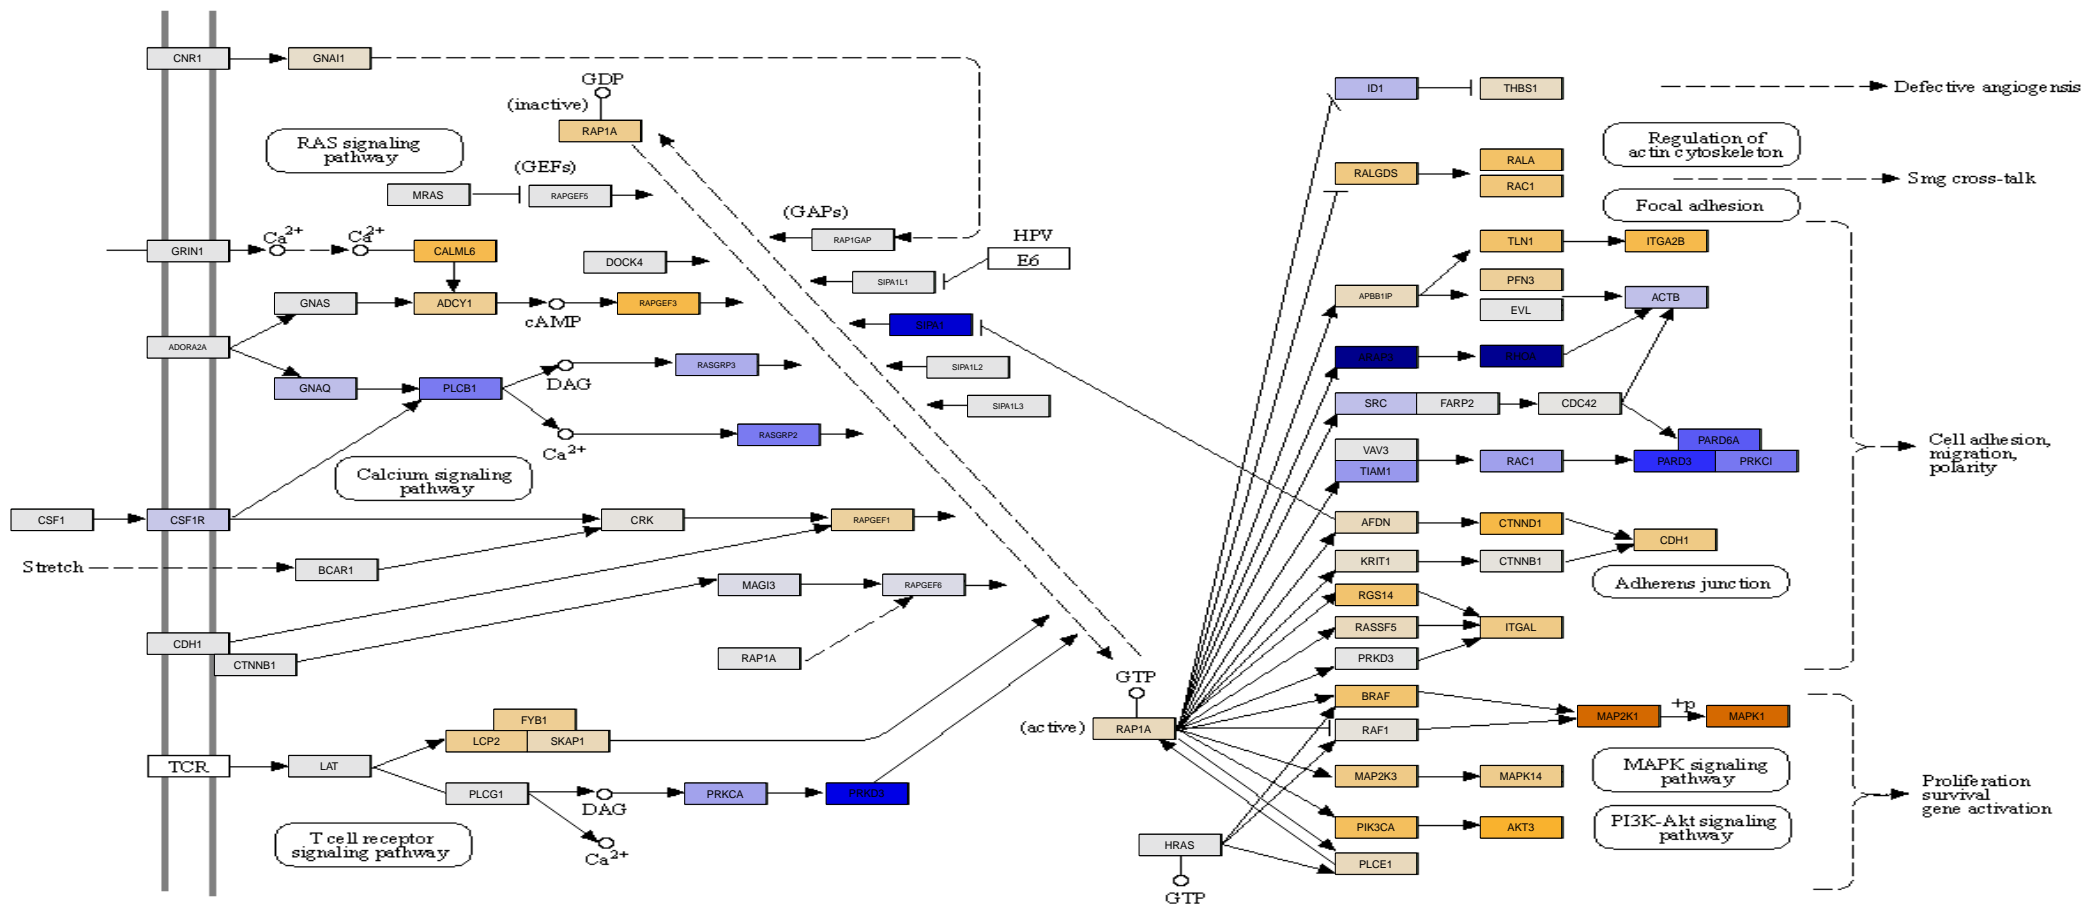 CNR1
GNAI1
GDP
(inactive)
RAP1A
RAS signaling
pathway
(GEFs)
MRAS
RAPGEF5
(GAPs)
RAP1GAP
HPV
E6
GRIN1
Ca2+
Ca2+
CALML6
DOCK4
SIPA1L1
GNAS
ADCY1
cAMP
RAPGEF3
SIPA1
ADORA2A
GNAQ
PLCB1
DAG
RASGRP3
SIPA1L2
SIPA1L3
Ca2+
RASGRP2
Calcium signaling
pathway
CSF1
CSF1R
CRK
RAPGEF1
Stretch
BCAR1
MAGI3
RAPGEF6
CDH1
CTNNB1
RAP1A
GTP
(active)
RAP1A
FYB1
LCP2
SKAP1
TCR
LAT
PLCG1
DAG
PRKCA
PRKD3
Ca2+
T cell receptor
signaling pathway
HRAS
GTP
ID1
THBS1
Defective angiogensis
Regulation of
actin cytoskeleton
RALGDS
RALA
RAC1
Smg cross-talk
Focal adhesion
TLN1
ITGA2B
APBB1IP
PFN3
EVL
ACTB
ARAP3
RHOA
SRC
FARP2
CDC42
VAV3
TIAM1
RAC1
PARD6A
PARD3
PRKCI
Cell adhesion,
migration,
polarity
AFDN
CTNND1
CDH1
KRIT1
CTNNB1
Adherens junction
RGS14
RASSF5
ITGAL
PRKD3
BRAF
RAF1
MAP2K1
+p
MAPK1
MAP2K3
MAPK14
MAPK signaling
pathway
PIK3CA
AKT3
PI3K-Akt signaling
pathway
PLCE1
Proliferation
survival
gene activation